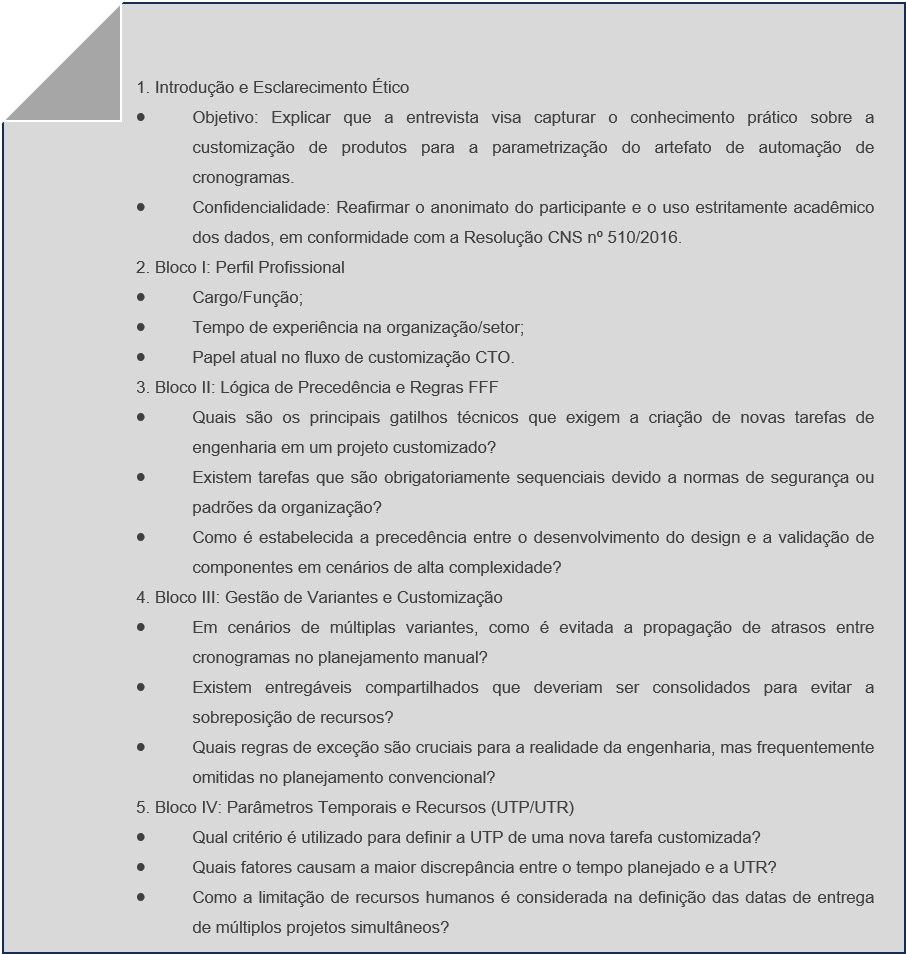 1. Introdução e Esclarecimento Ético
● Objetivo: Explicar que a entrevista visa capturar o conhecimento prático sobre a
customização de produtos para a parametrização do artefato de automação de
cronogramas.
● Confidencialidade: Reafirmar o anonimato do participante e o uso estritamente acadêmico
dos dados, em conformidade com a Resolução CNS nº 510/2016.
2. Bloco I: Perfil Profissional
● Cargo/Função;
● Tempo de experiência na organização/setor;
● Papel atual no fluxo de customização CTO.
3. Bloco II: Lógica de Precedência e Regras FFF
● Quais são os principais gatilhos técnicos que exigem a criação de novas tarefas de
engenharia em um projeto customizado?
● Existem tarefas que são obrigatoriamente sequenciais devido a normas de segurança ou
padrões da organização?
● Como é estabelecida a precedência entre o desenvolvimento do design e a validação de
componentes em cenários de alta complexidade?
4. Bloco III: Gestão de Variantes e Customização
● Em cenários de múltiplas variantes, como é evitada a propagação de atrasos entre
cronogramas no planejamento manual?
● Existem entregáveis compartilhados que deveriam ser consolidados para evitar a
sobreposição de recursos?
● Quais regras de exceção são cruciais para a realidade da engenharia, mas frequentemente
omitidas no planejamento convencional?
5. Bloco IV: Parâmetros Temporais e Recursos (UTP/UTR)
● Qual critério é utilizado para definir a UTP de uma nova tarefa customizada?
● Quais fatores causam a maior discrepância entre o tempo planejado e a UTR?
● Como a limitação de recursos humanos é considerada na definição das datas de entrega
de múltiplos projetos simultâneos?